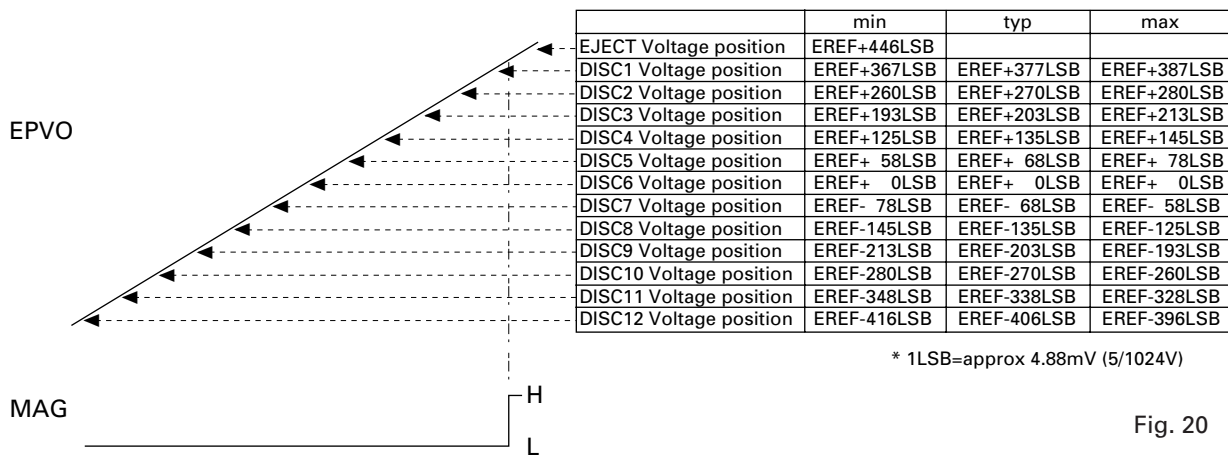 min typ max
EJECT Voltage position EREF+446LSB
DISC1 Voltage position EREF+367LSB EREF+377LSB EREF+387LSB
DISC2 Voltage position EREF+260LSB EREF+270LSB EREF+280LSB
DISC3 Voltage position EREF+193LSB EREF+203LSB EREF+213LSB
EPVO
DISC4 Voltage position EREF+125LSB EREF+135LSB EREF+145LSB
DISC5 Voltage position EREF+ 58LSB EREF+ 68LSB EREF+ 78LSB
DISC6 Voltage position EREF+ 0LSB EREF+ 0LSB EREF+ 0LSB
DISC7 Voltage position EREF- 78LSB EREF- 68LSB EREF- 58LSB
DISC8 Voltage position EREF-145LSB EREF-135LSB EREF-125LSB
DISC9 Voltage position EREF-213LSB EREF-203LSB EREF-193LSB
DISC10 Voltage position EREF-280LSB EREF-270LSB EREF-260LSB
DISC11 Voltage position EREF-348LSB EREF-338LSB EREF-328LSB
DISC12 Voltage position EREF-416LSB EREF-406LSB EREF-396LSB
* 1LSB=approx 4.88mV (5/1024V)
H
MAG
L
Fig. 20